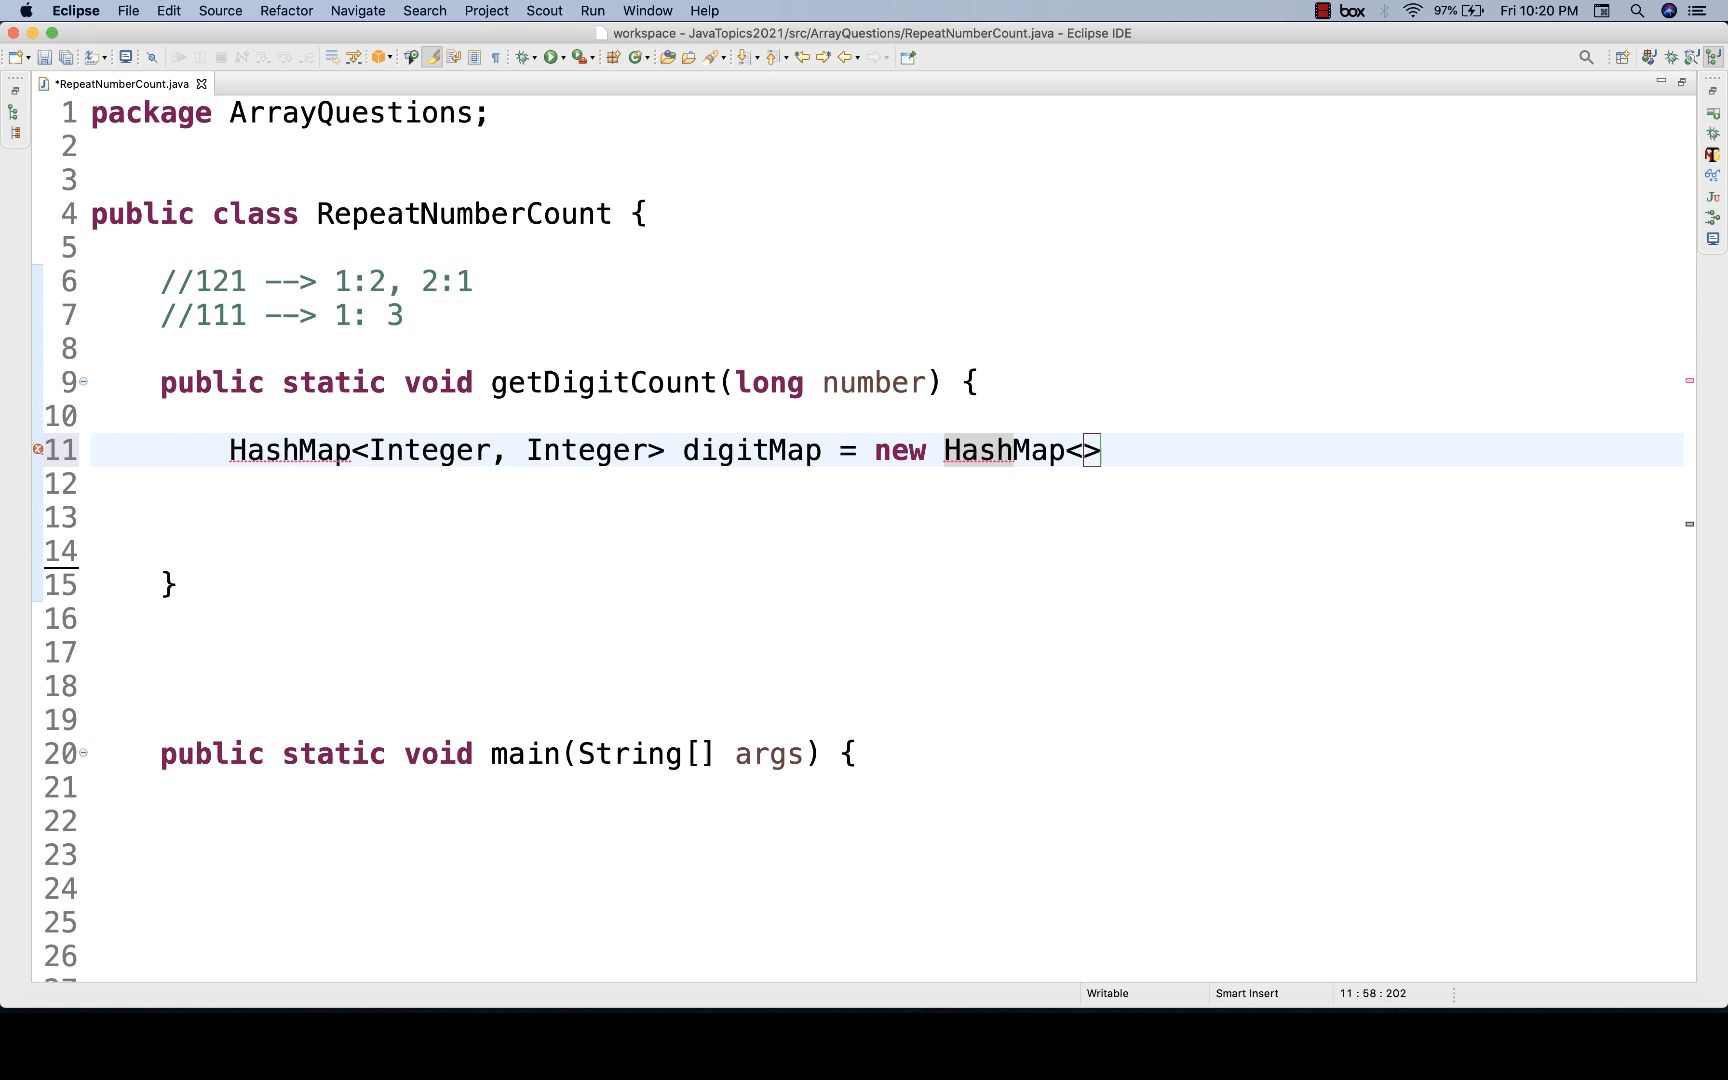 Eclipse File Edit Source Refactor Navigate Search Project Scout Run Window Help box 97% Fri 10:20 PM
workspace - JavaTopics2021/src/ArrayQuestions/RepeatNumberCount.java - Eclipse IDE
*RepeatNumberCount.java
1 package ArrayQuestions;
2
3
4 public class RepeatNumberCount {
5
6 //121 --> 1:2, 2:1
7 //111 --> 1: 3
8
9 public static void getDigitCount(long number) {
10
11 HashMap<Integer, Integer> digitMap = new HashMap<>
12
13
14
15 }
16
17
18
19
20 public static void main(String[] args) {
21
22
23
24
25
26
Writable Smart Insert 11 : 58 : 202